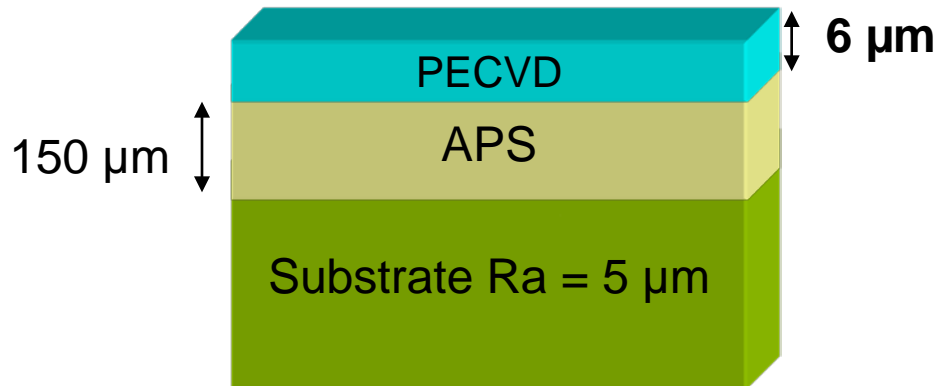 6 µm
PECVD
APS
150 µm
Substrate Ra = 5 µm